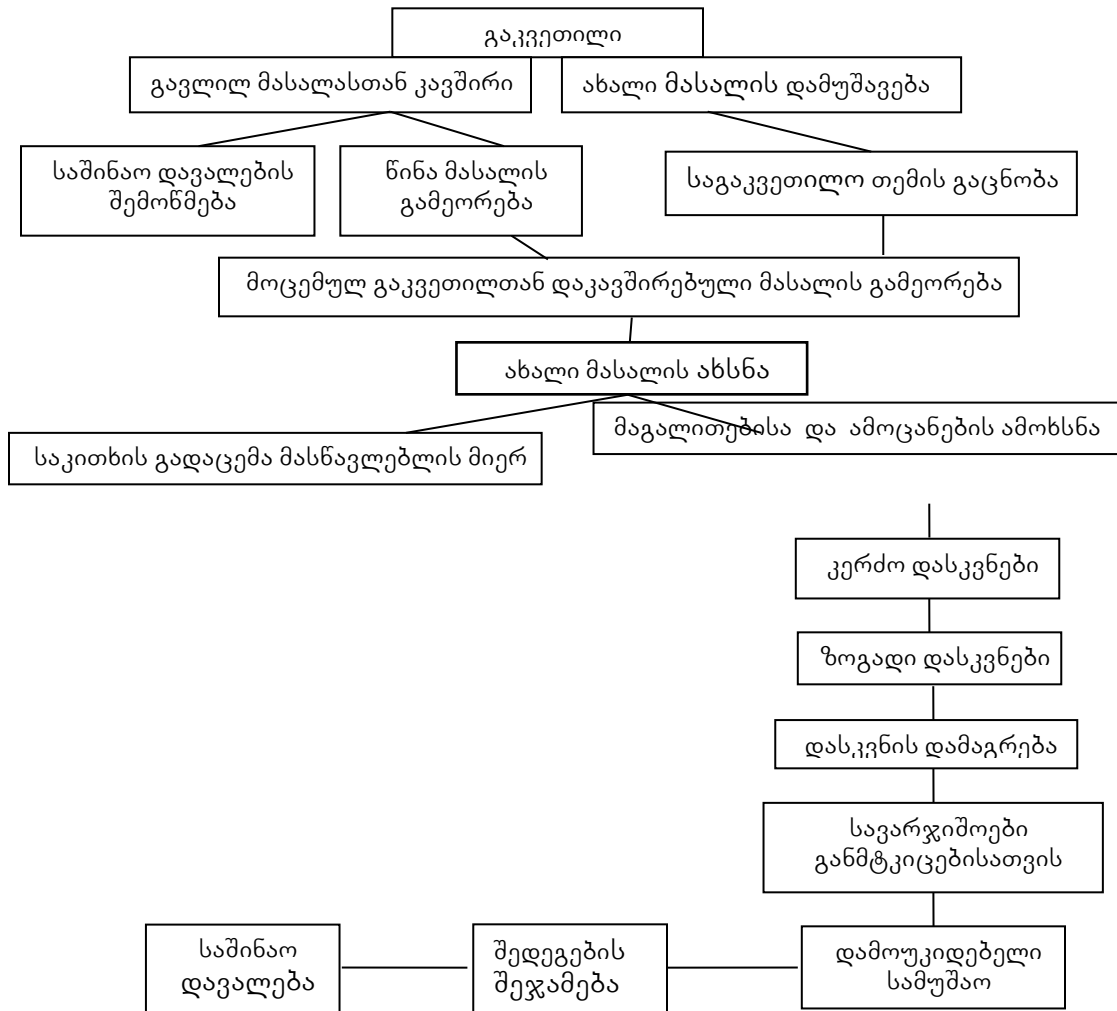 გაკვეთილი
გავლილ მასალასთან კავშირი
ახალი მასალის დამუშავება
საშინაო დავალების
შემოწმება
წინა მასალის
გამეორება
საგაკვეთილო თემის გაცნობა
მოცემულ გაკვეთილთან დაკავშირებული მასალის გამეორება
ახალი მასალის ახსნა
საკითხის გადაცემა მასწავლებლის მიერ
მაგალითებისა და ამოცანების ამოხსნა
კერძო დასკვნები
ზოგადი დასკვნები
დასკვნის დამაგრება
სავარჯიშოები
განმტკიცებისათვის
დამოუკიდებელი
სამუშაო
შედეგების
შეჯამება
საშინაო
დავალება